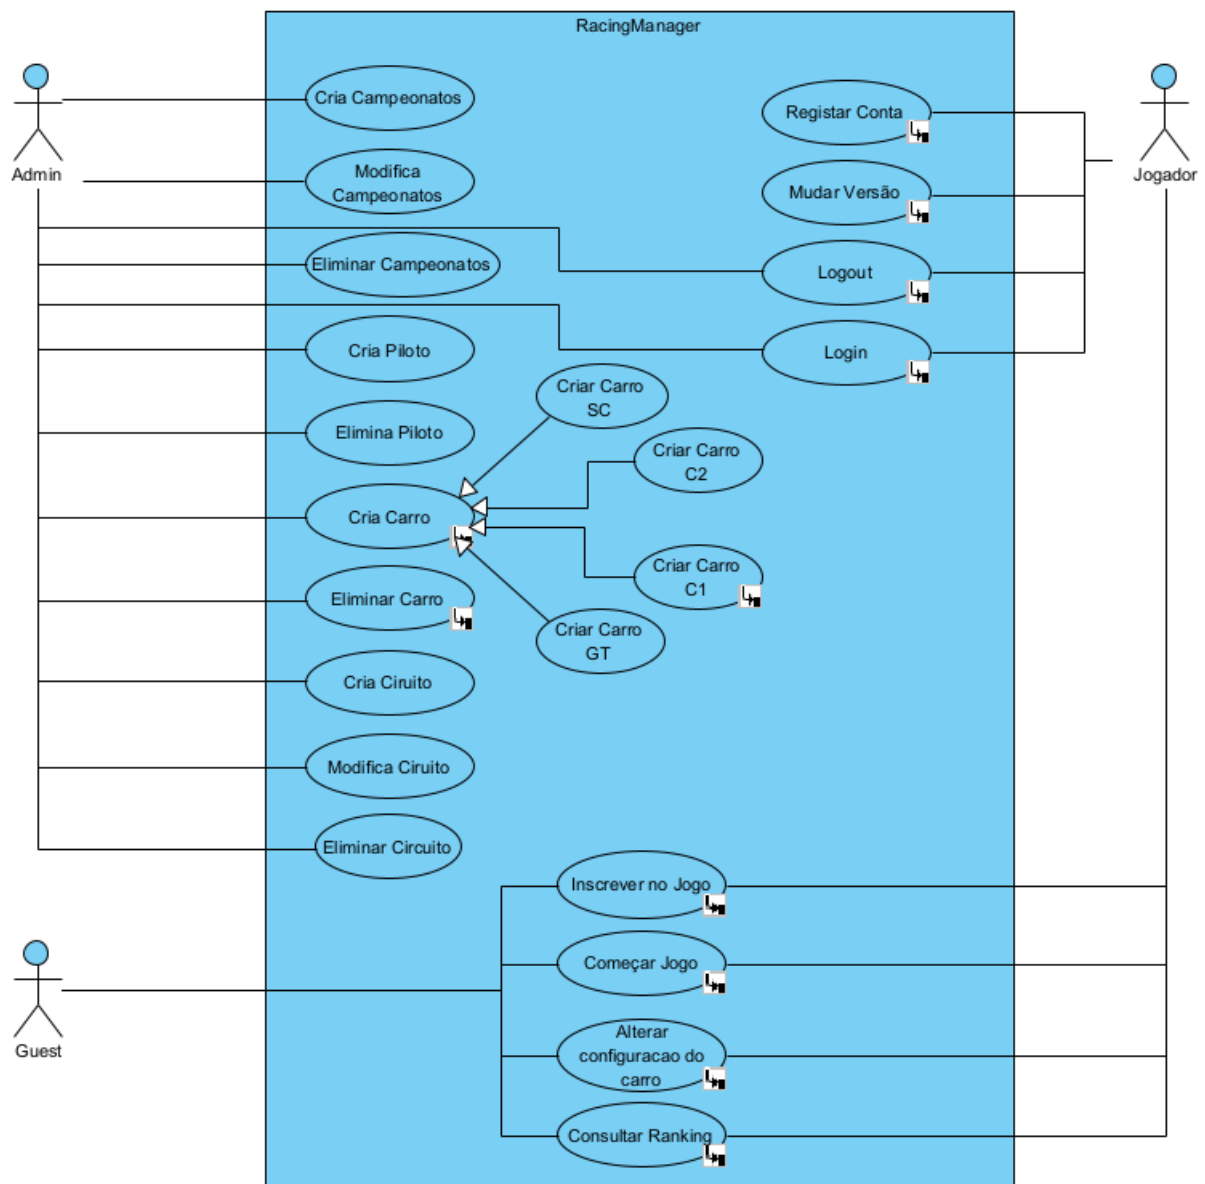 RacingManager
Cria Campeonatos
Registar Conta
Admin
Jogador
Modifica
Campeonatos
Mudar Versão
Eliminar Campeonatos
Logout
Cria Piloto
Login
Criar Carro
SC
Elimina Piloto
Criar Carro
C2
Cria Carro
Criar Carro
C1
Eliminar Carro
Criar Carro
GT
Cria Ciruito
Modifica Ciruito
Eliminar Circuito
Inscrever no Jogo
Começar Jogo
Guest
Alterar
configuracao do
carro
Consultar Ranking